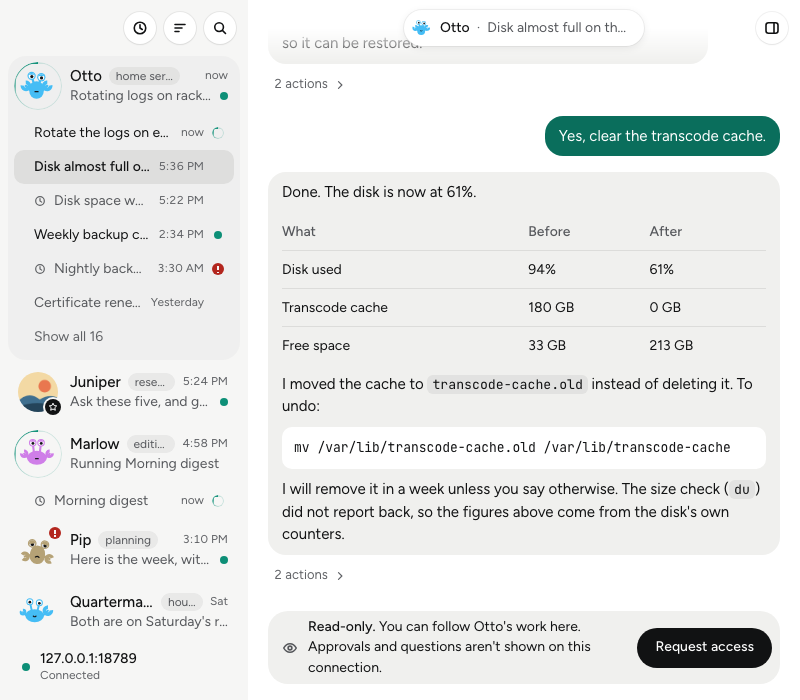 Otto home ser... now
Rotating logs on rack...
Rotate the logs on e... now
Disk almost full o... 5:36 PM
Disk space w... 5:22 PM
Weekly backup c... 2:34 PM
Nightly back... 3:30 AM
Certificate rene... Yesterday
Show all 16
Juniper rese... 5:24 PM
Ask these five, and g...
Marlow editi... 4:58 PM
Running Morning digest
Morning digest now
Pip planning 3:10 PM
Here is the week, wit...
Quarterma... hou... Sat
Both are on Saturday's r...
127.0.0.1:18789
Connected
Otto · Disk almost full on th...
so it can be restored.
2 actions
Yes, clear the transcode cache.
Done. The disk is now at 61%.
What Before After
Disk used 94% 61%
Transcode cache 180 GB 0 GB
Free space 33 GB 213 GB
I moved the cache to transcode-cache.old instead of deleting it. To
undo:
mv /var/lib/transcode-cache.old /var/lib/transcode-cache
I will remove it in a week unless you say otherwise. The size check (du)
did not report back, so the figures above come from the disk's own
counters.
2 actions
Read-only. You can follow Otto's work here.
Approvals and questions aren't shown on this
connection.
Request access